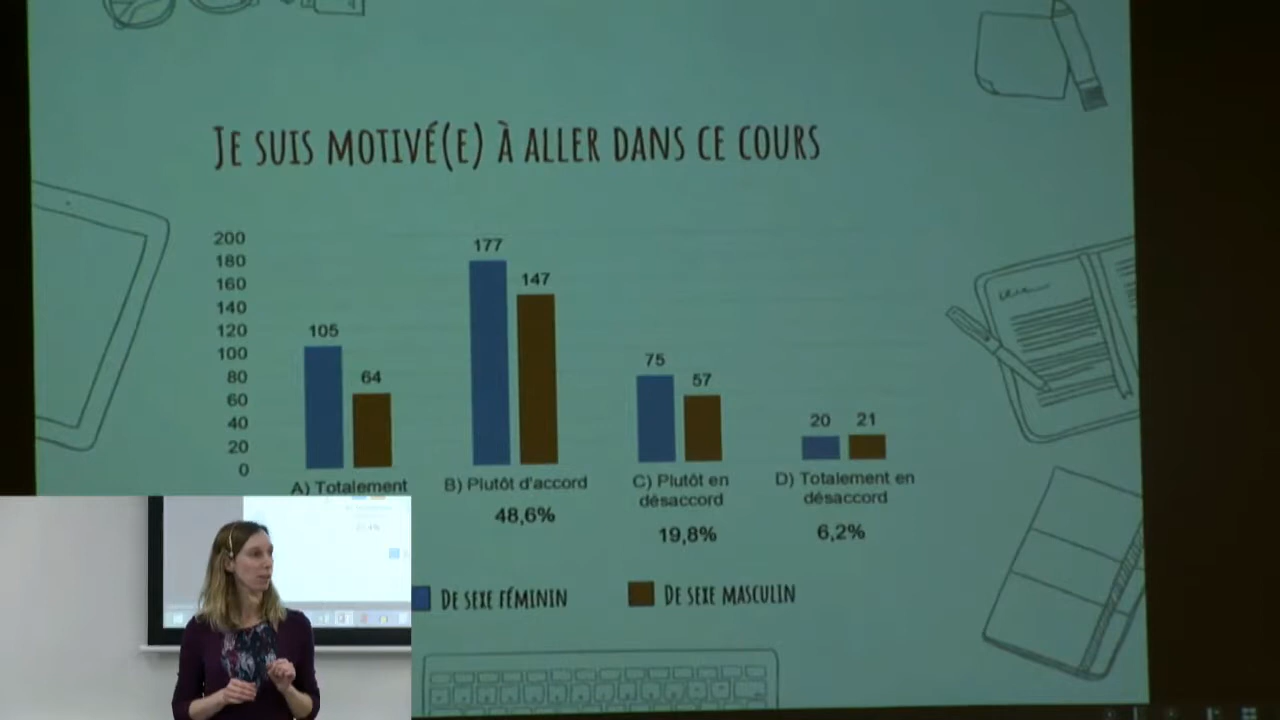 JE SUIS MOTIVÉ(E) À ALLER DANS CE COURS
200
180
160
140
120
100
80
60
40
20
0
105
64
177
147
75
57
20
21
A) Totalement
B) Plutôt d'accord
48,6%
C) Plutôt en
désaccord
19,8%
D) Totalement en
désaccord
6,2%
DE SEXE FÉMININ
DE SEXE MASCULIN